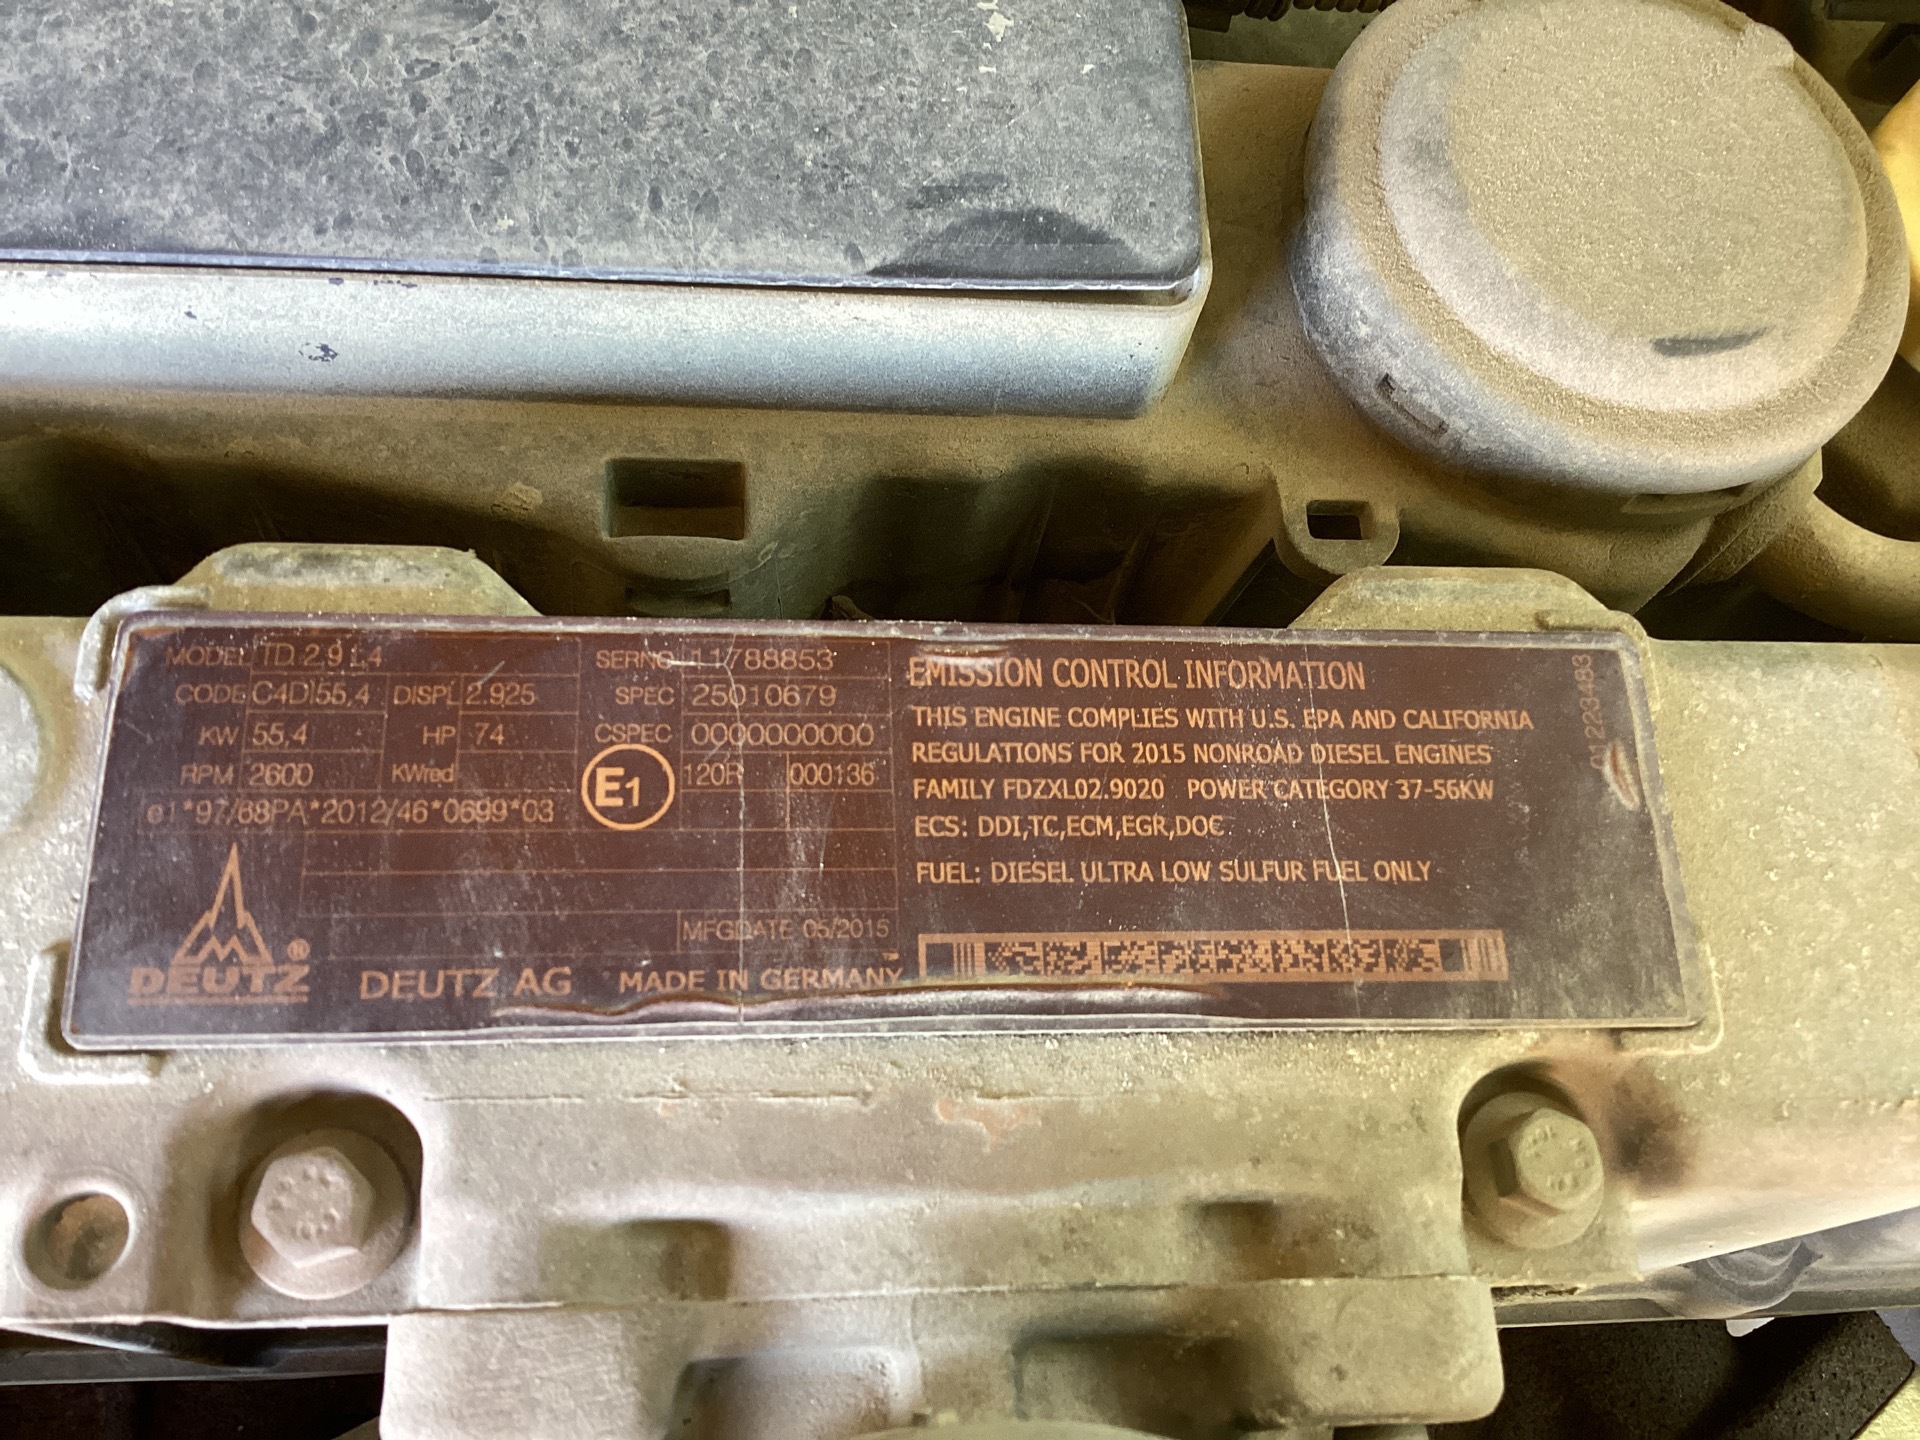 MODEL TD 2,9 L4 SERNO 11788853
CODE C4DI55,4 DISPL 2.925 SPEC 25010679
KW 55,4 HP 74 CSPEC 0000000000
RPM 2600 KWred E1 120R 000136
e1*97/68PA*2012/46*0699*03
MFGDATE 05/2015
DEUTZ ® DEUTZ AG MADE IN GERMANY
EMISSION CONTROL INFORMATION
THIS ENGINE COMPLIES WITH U.S. EPA AND CALIFORNIA
REGULATIONS FOR 2015 NONROAD DIESEL ENGINES
FAMILY FDZXL02.9020 POWER CATEGORY 37-56KW
ECS: DDI,TC,ECM,EGR,DOC
FUEL: DIESEL ULTRA LOW SULFUR FUEL ONLY
01223483